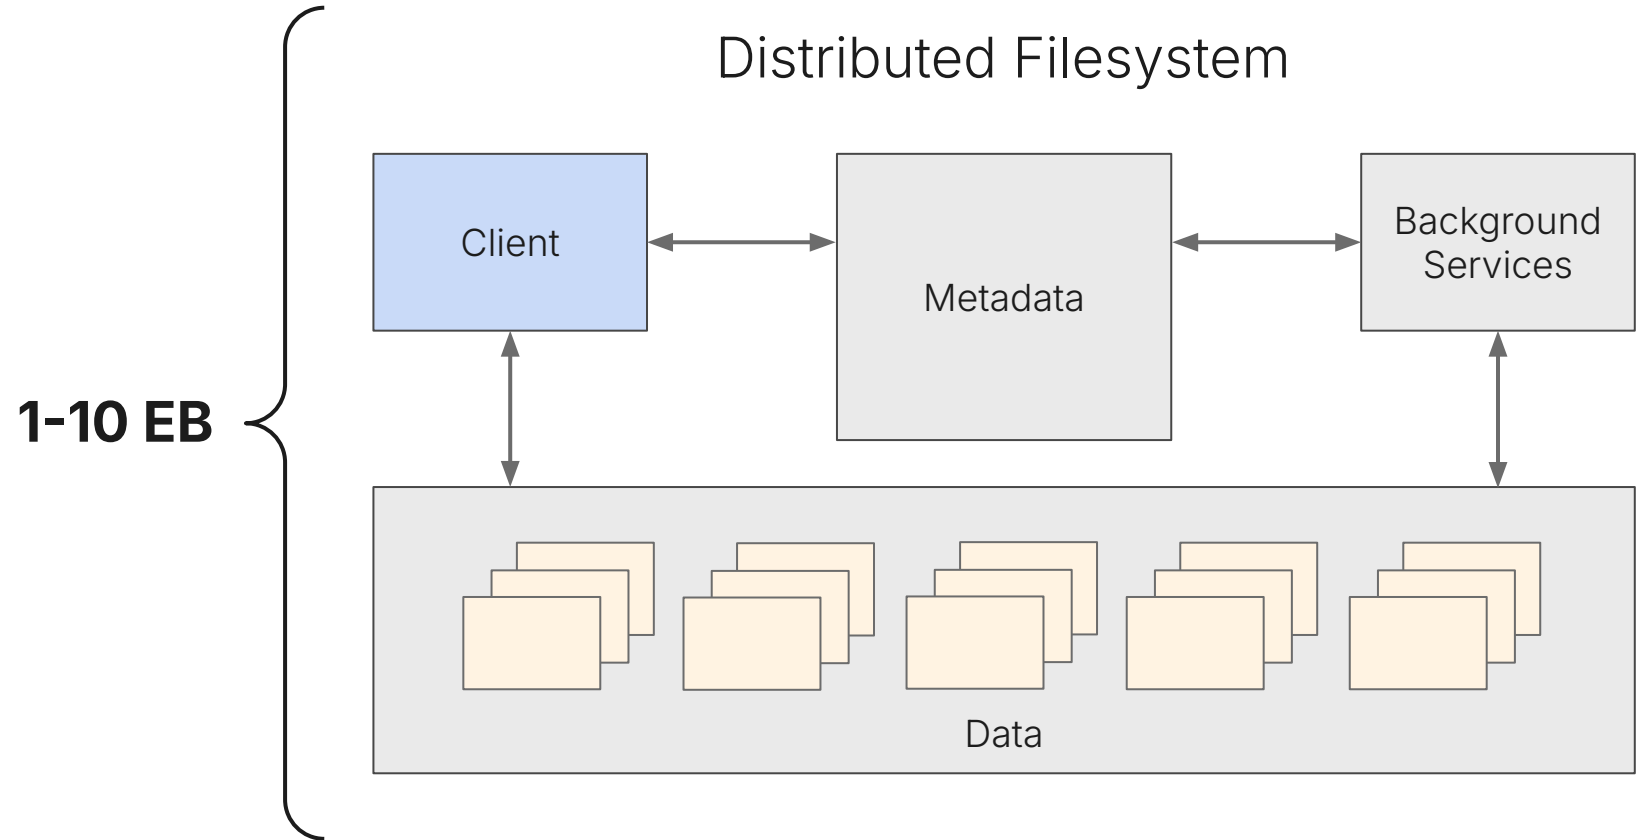 Distributed Filesystem
Client
Metadata
Background
Services
1-10 EB
Data